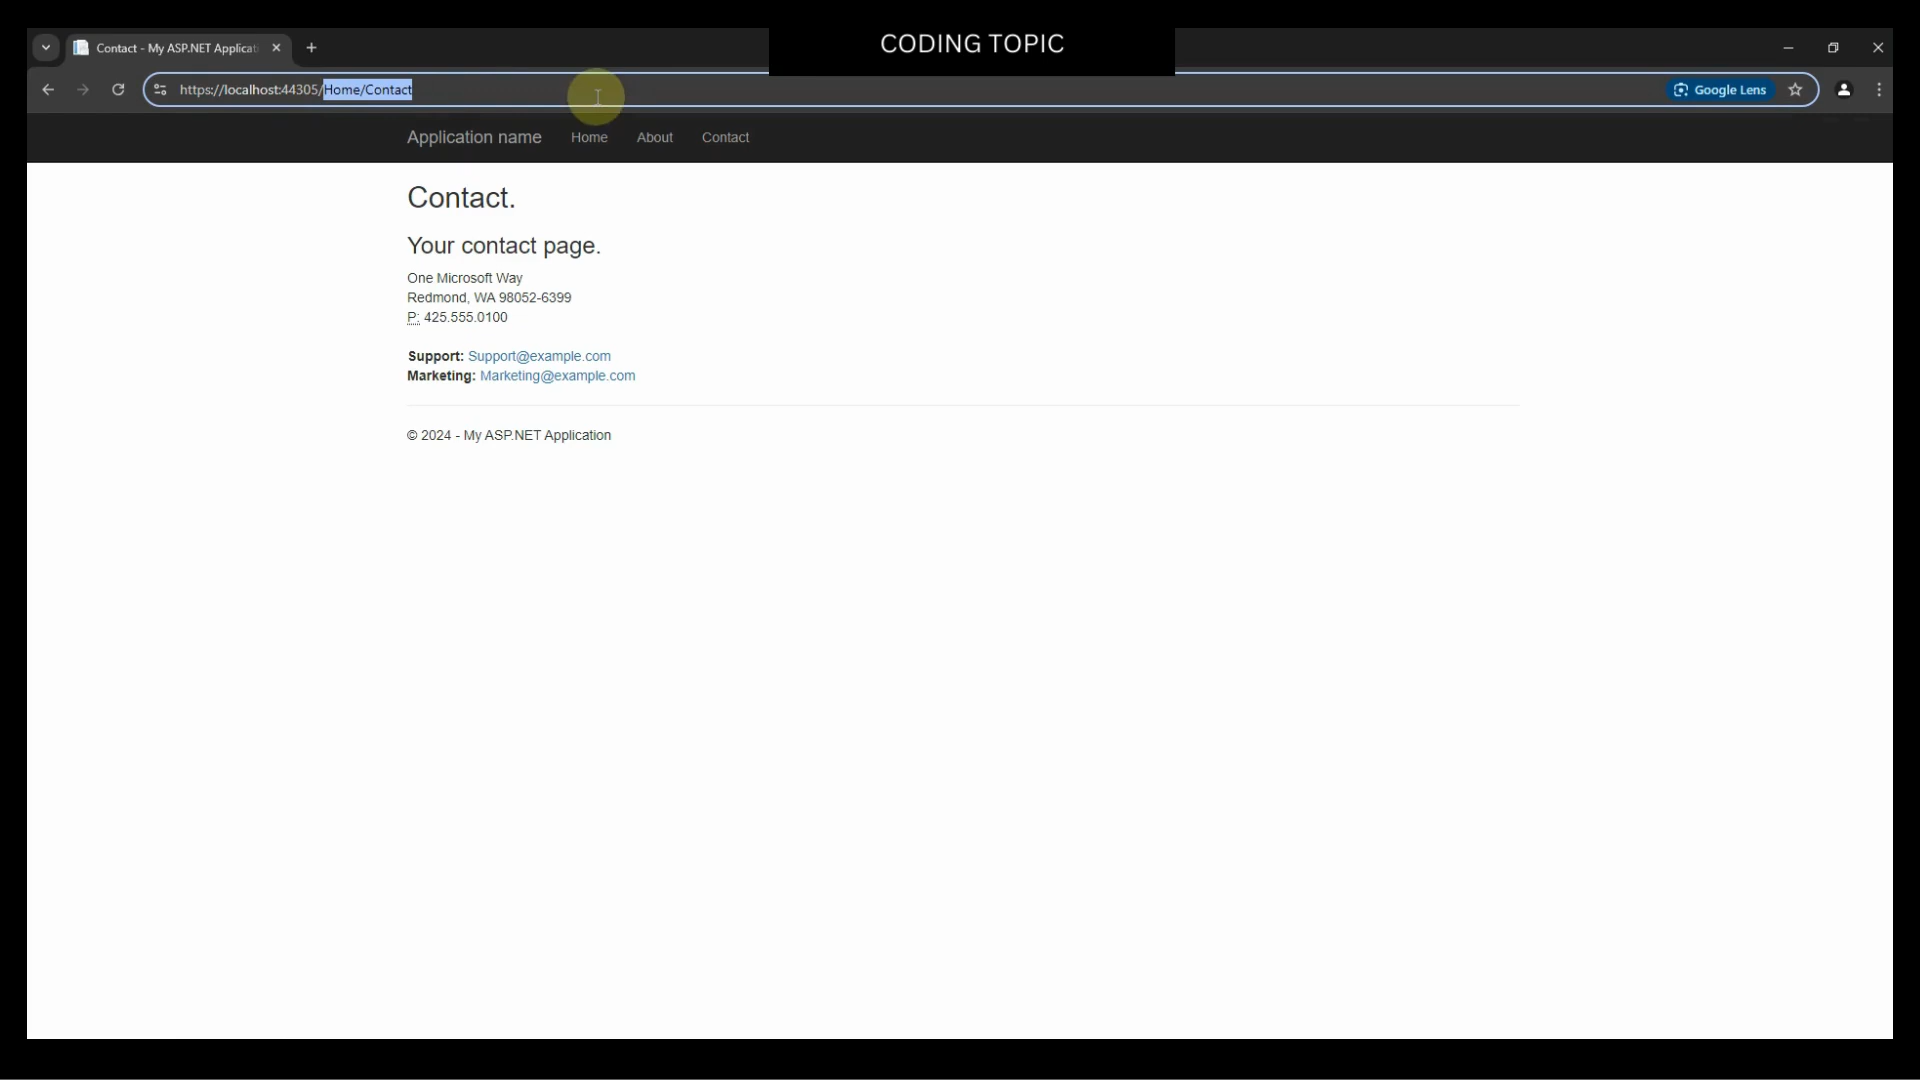 CODING TOPIC
Contact - My ASP.NET Applicati
https://localhost:44305/Home/Contact
Google Lens
Application name Home About Contact
Contact.
Your contact page.
One Microsoft Way
Redmond, WA 98052-6399
P: 425.555.0100
Support: Support@example.com
Marketing: Marketing@example.com
© 2024 - My ASP.NET Application